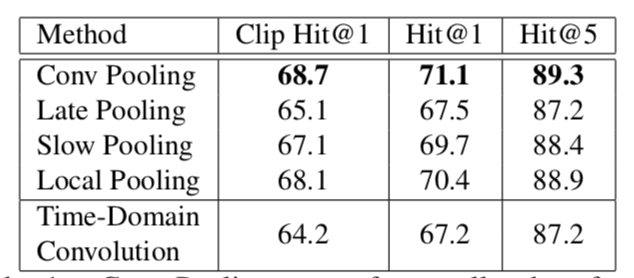 Method Clip Hit@1 Hit@1 Hit@5
Conv Pooling 68.7 71.1 89.3
Late Pooling 65.1 67.5 87.2
Slow Pooling 67.1 69.7 88.4
Local Pooling 68.1 70.4 88.9
Time-Domain
Convolution 64.2 67.2 87.2